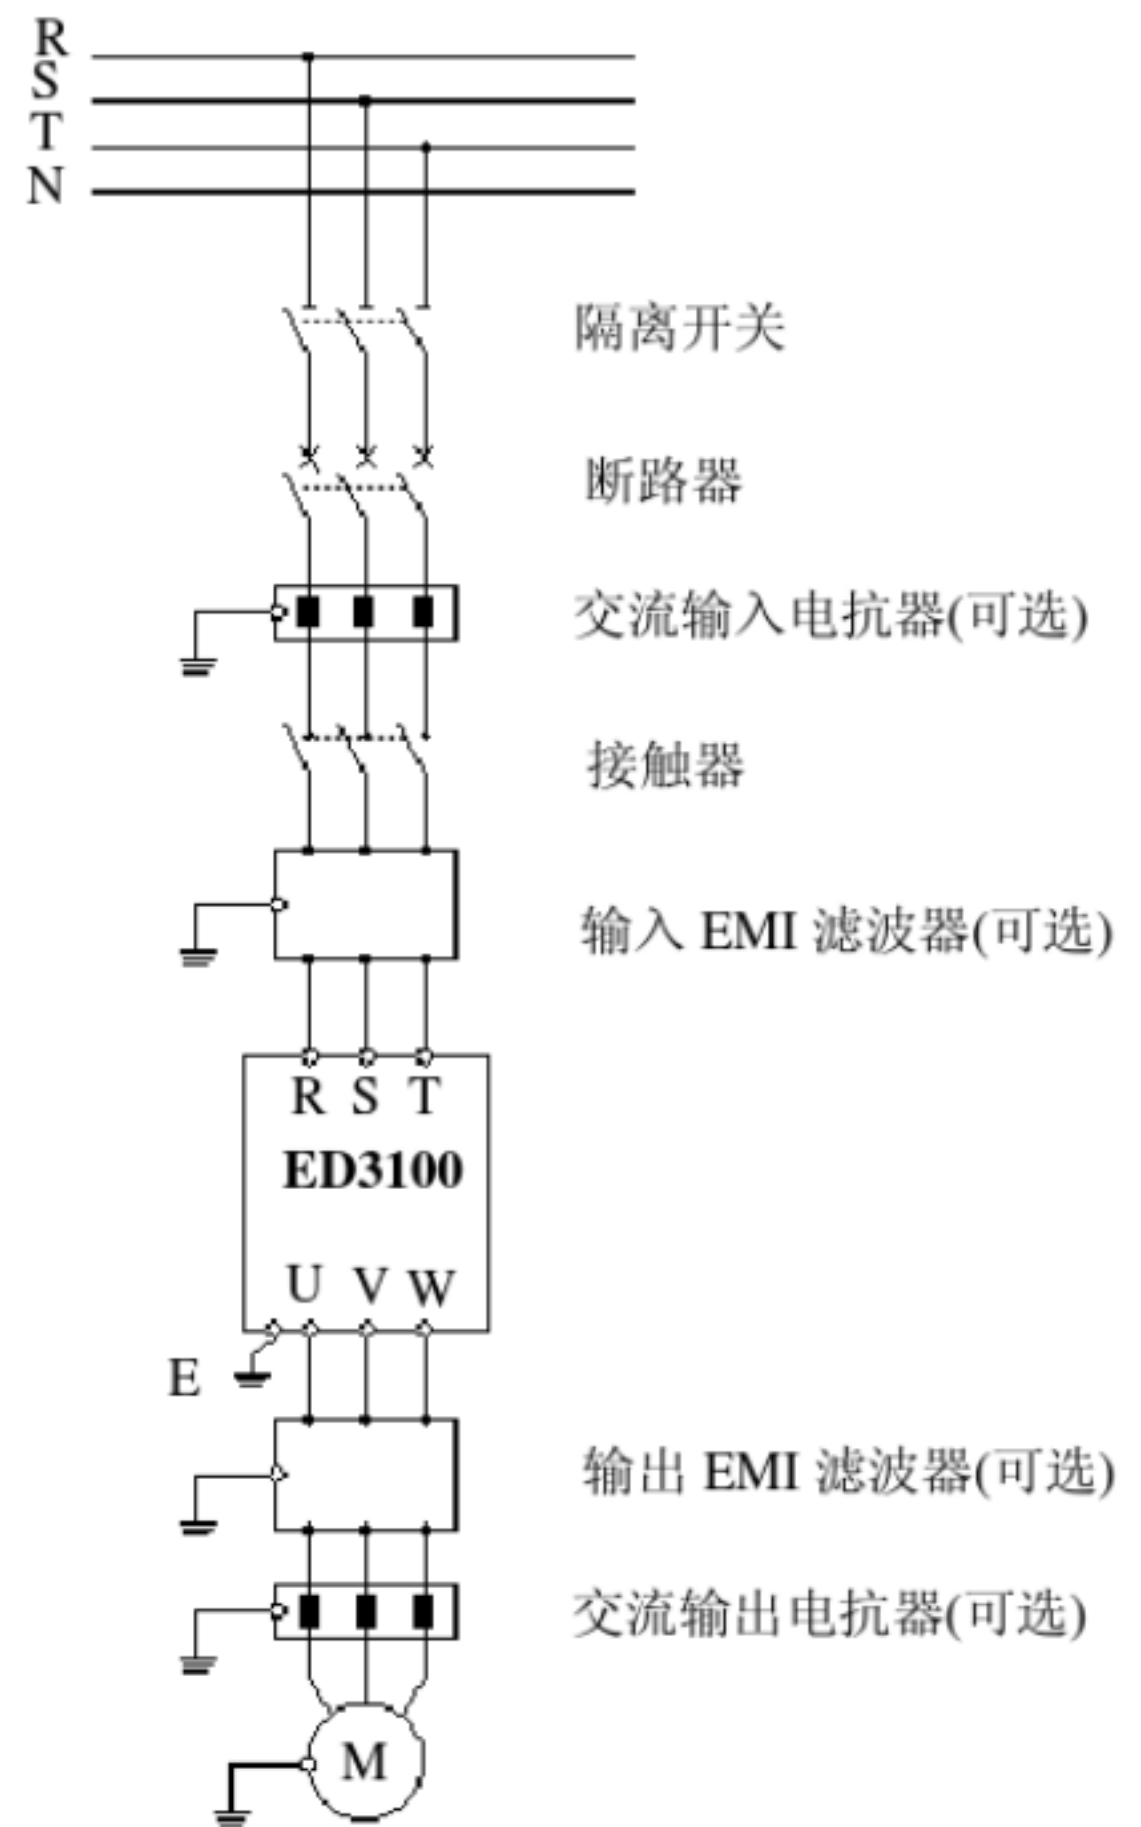 R
S
T
N
隔离开关
断路器
交流输入电抗器(可选)
接触器
输入 EMI 滤波器(可选)
R S T
ED3100
U V W
E
输出 EMI 滤波器(可选)
交流输出电抗器(可选)
M